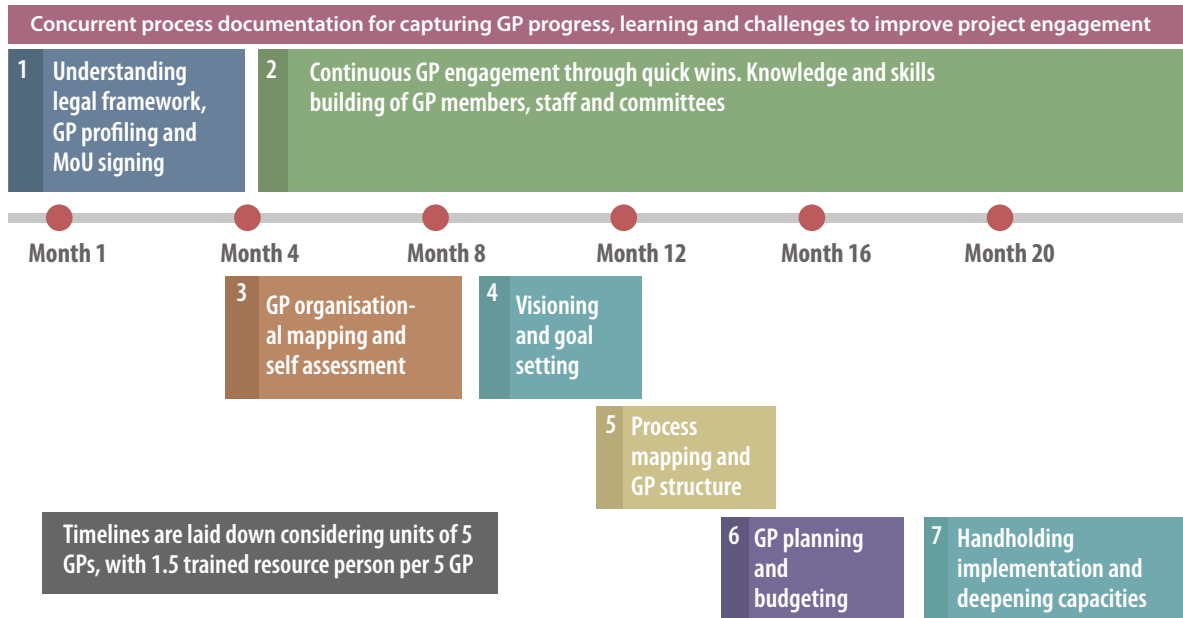 Concurrent process documentation for capturing GP progress, learning and challenges to improve project engagement
1
Understanding
legal framework,
GP profiling and
MoU signing
2
Continuous GP engagement through quick wins. Knowledge and skills
building of GP members, staff and committees
Month 1
Month 4
Month 8
Month 12
Month 16
Month 20
3
GP organisation-
al mapping and
self assessment
4
Visioning
and goal
setting
5
Process
mapping and
GP structure
Timelines are laid down considering units of 5
GPs, with 1.5 trained resource person per 5 GP
6
GP planning
and
budgeting
7
Handholding
implementation and
deepening capacities